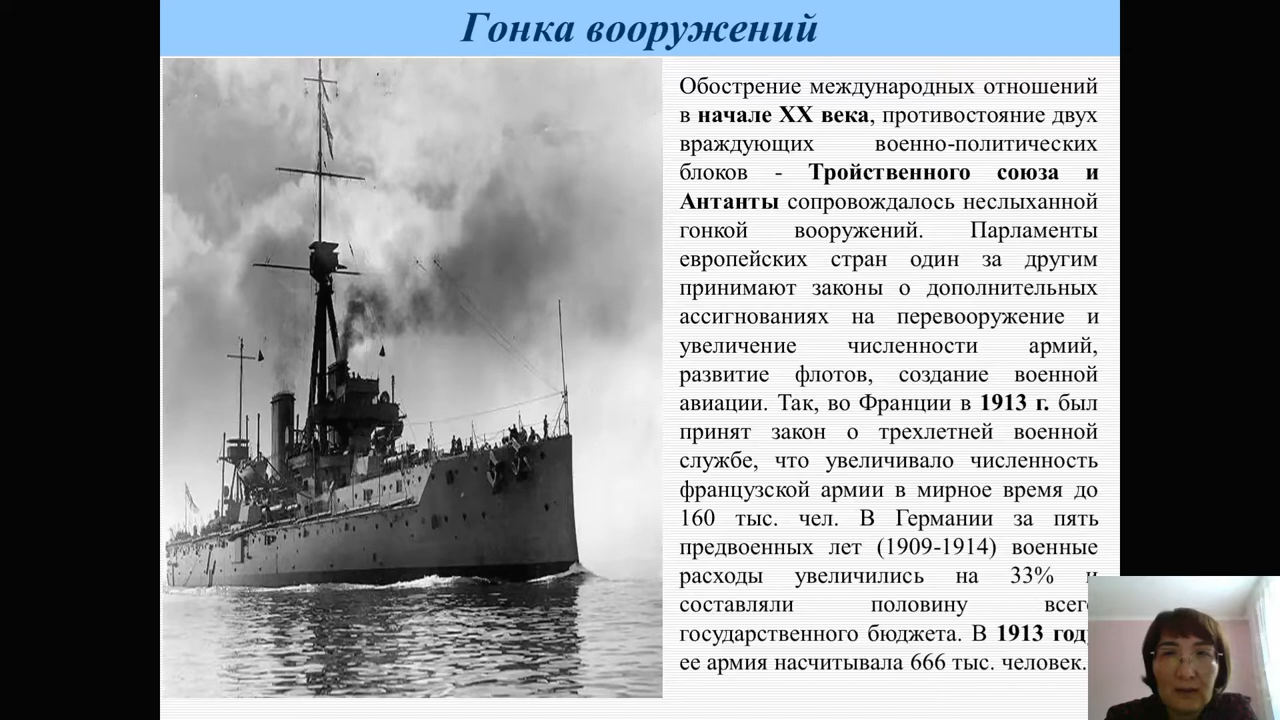 Гонка вооружений
Обострение международных отношений
в начале XX века, противостояние двух
враждующих военно-политических
блоков - Тройственного союза и
Антанты сопровождалось неслыханной
гонкой вооружений. Парламенты
европейских стран один за другим
принимают законы о дополнительных
ассигнованиях на перевооружение и
увеличение численности армий,
развитие флотов, создание военной
авиации. Так, во Франции в 1913 г. был
принят закон о трехлетней военной
службе, что увеличивало численность
французской армии в мирное время до
160 тыс. чел. В Германии за пять
предвоенных лет (1909-1914) военные
расходы увеличились на 33% и
составляли половину всего
государственного бюджета. В 1913 год
ее армия насчитывала 666 тыс. человек.